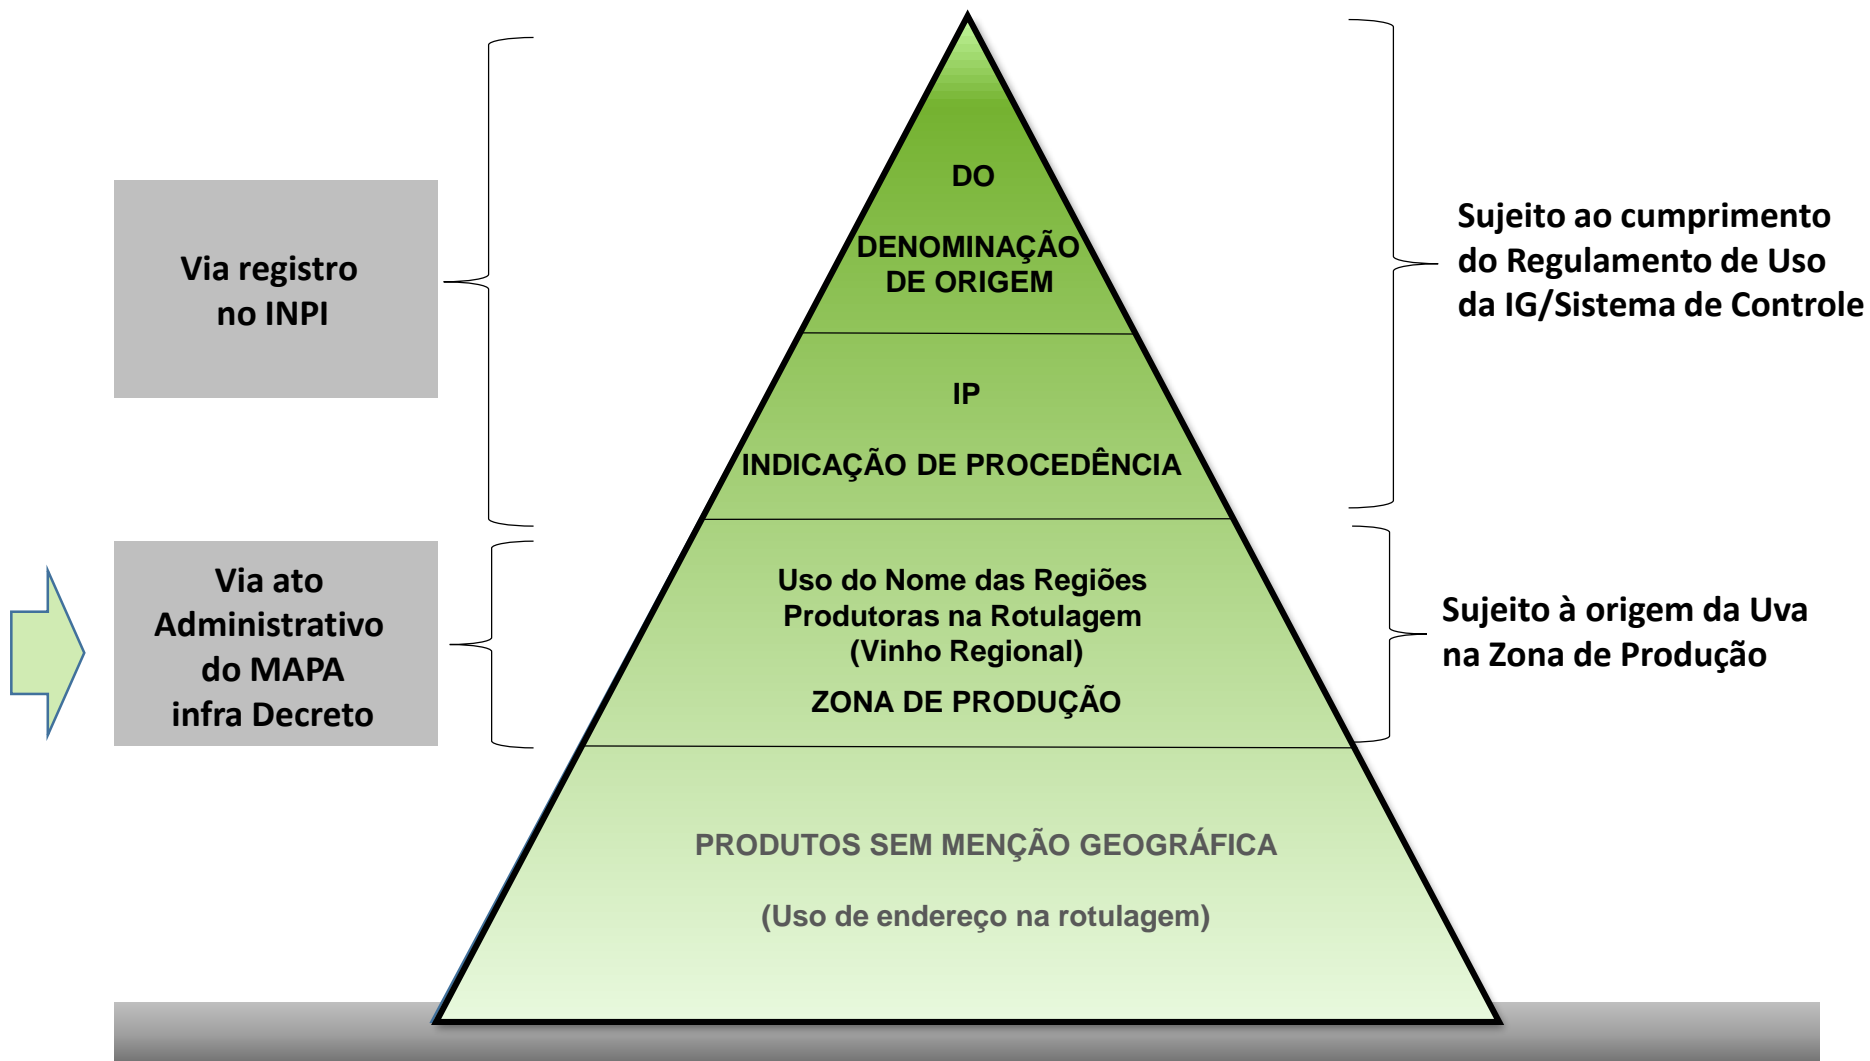 DO
DENOMINAÇÃO
DE ORIGEM
Via registro
no INPI
Sujeito ao cumprimento
do Regulamento de Uso
da IG/Sistema de Controle
IP
INDICAÇÃO DE PROCEDÊNCIA
Via ato
Administrativo
do MAPA
infra Decreto
Uso do Nome das Regiões
Produtoras na Rotulagem
(Vinho Regional)
ZONA DE PRODUÇÃO
Sujeito à origem da Uva
na Zona de Produção
PRODUTOS SEM MENÇÃO GEOGRÁFICA
(Uso de endereço na rotulagem)